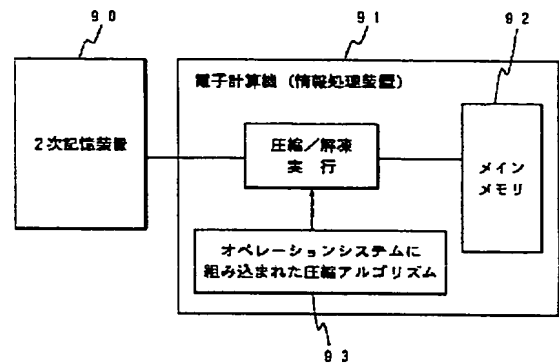 90
91
92
電子計算機（情報処理装置）
2次記憶装置
圧縮／解凍
実　行
メイン
メモリ
オペレーションシステムに
組み込まれた圧縮アルゴリズム
93